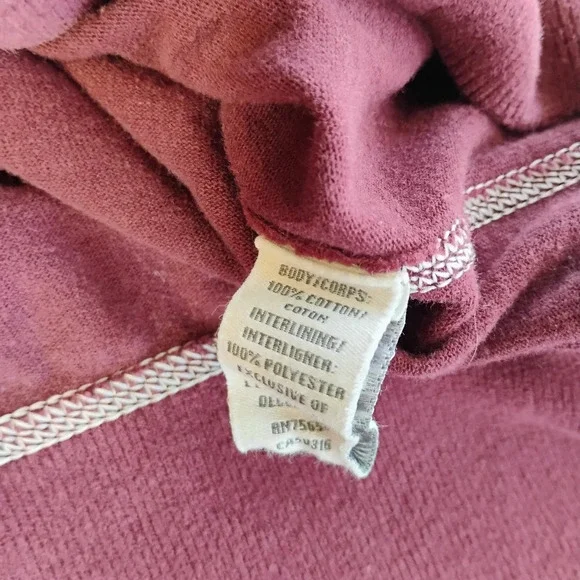 BODY/CORPS:
100% COTTON/
COTON
INTERLINING/
INTERLIGNER:
100% POLYESTER
EXCLUSIVE OF
RN7565